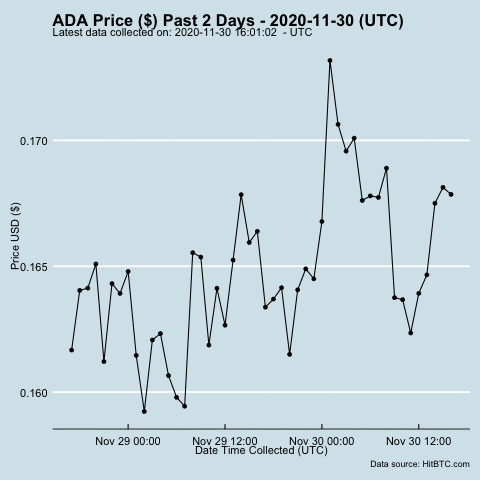 ADA Price ($) Past 2 Days - 2020-11-30 (UTC)
Latest data collected on: 2020-11-30 16:01:02 - UTC
0.170
0.165
0.160
Price USD ($)
Nov 29 00:00 Nov 29 12:00 Nov 30 00:00 Nov 30 12:00
Date Time Collected (UTC)
Data source: HitBTC.com